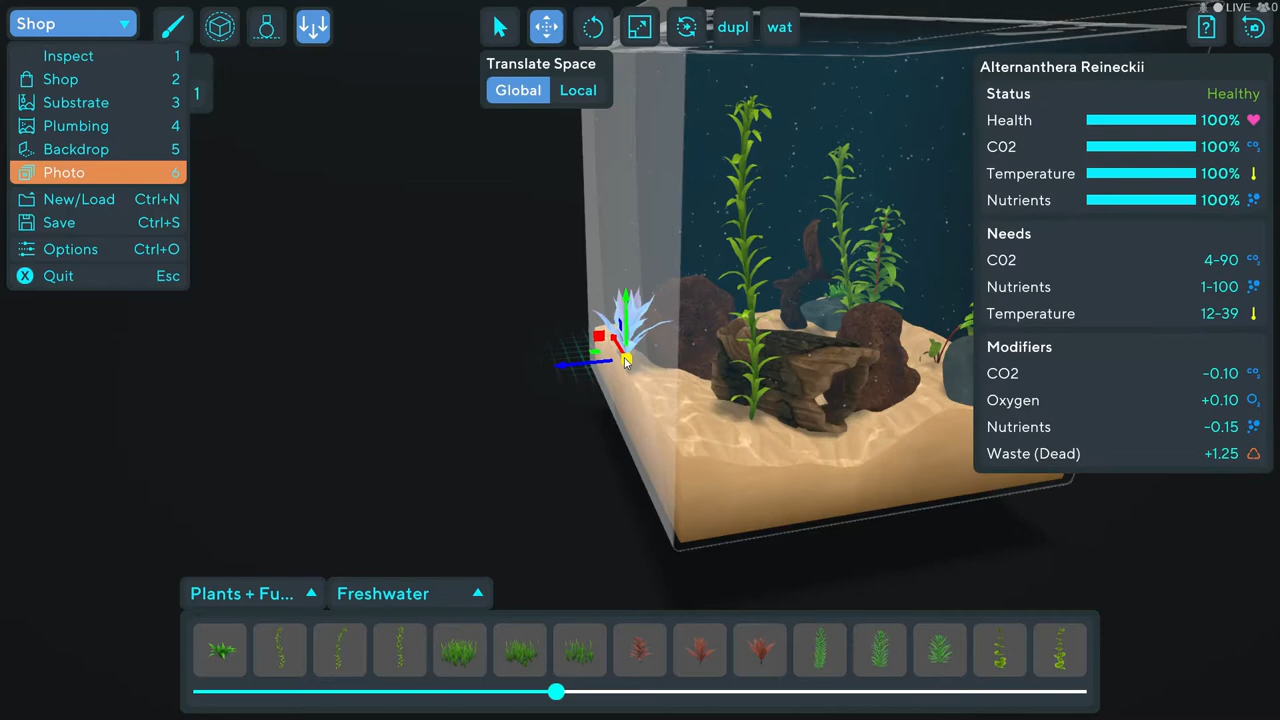 Shop
Inspect 1
Shop 2
Substrate 3
Plumbing 4
Backdrop 5
Photo 6
New/Load Ctrl+N
Save Ctrl+S
Options Ctrl+O
Quit Esc
1
dupl
wat
Translate Space
Global Local
LIVE 0
Alternanthera Reineckii
Status Healthy
Health 100%
C02 100%
Temperature 100%
Nutrients 100%
Needs
C02 4-90
Nutrients 1-100
Temperature 12-39
Modifiers
CO2 -0.10
Oxygen +0.10
Nutrients -0.15
Waste (Dead) +1.25
Plants + Fu...
Freshwater